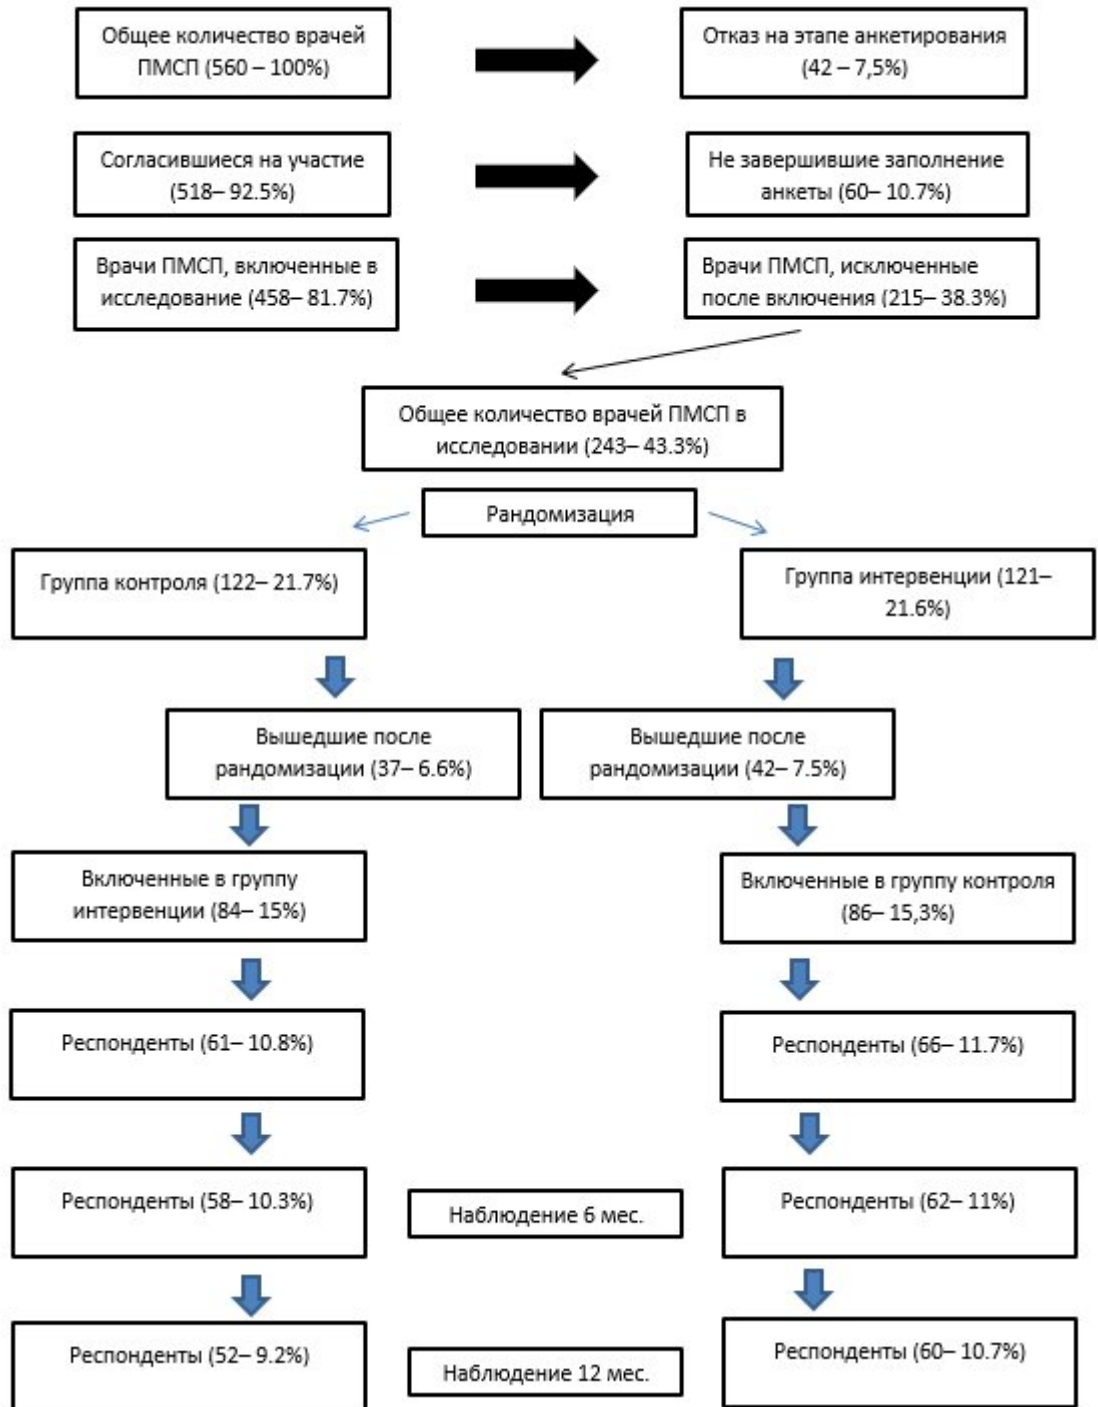 Общее количество врачей
ПМСП (560 – 100%)
Отказ на этапе анкетирования
(42 – 7,5%)
Согласившиеся на участие
(518– 92.5%)
Не завершившие заполнение
анкеты (60– 10.7%)
Врачи ПМСП, включенные в
исследование (458– 81.7%)
Врачи ПМСП, исключенные
после включения (215– 38.3%)
Общее количество врачей ПМСП в
исследовании (243– 43.3%)
Рандомизация
Группа контроля (122– 21.7%)
Группа интервенции (121–
21.6%)
Вышедшие после
рандомизации (37– 6.6%)
Вышедшие после
рандомизации (42– 7.5%)
Включенные в группу
интервенции (84– 15%)
Включенные в группу контроля
(86– 15,3%)
Респонденты (61– 10.8%)
Респонденты (66– 11.7%)
Респонденты (58– 10.3%)
Наблюдение 6 мес.
Респонденты (62– 11%)
Респонденты (52– 9.2%)
Наблюдение 12 мес.
Респонденты (60– 10.7%)